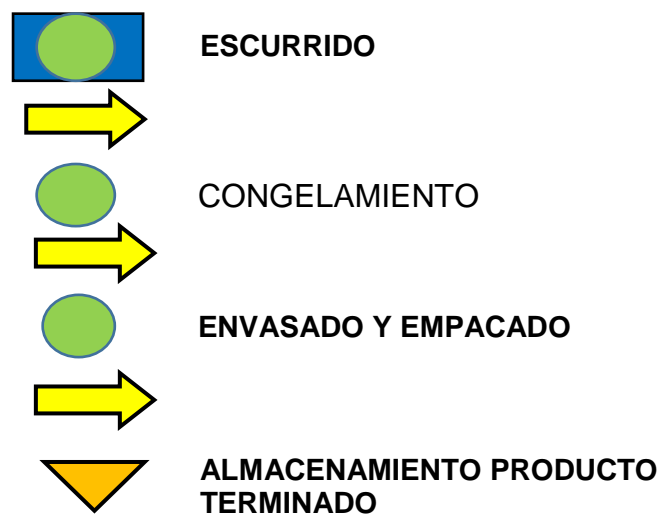 ESCURRIDO
CONGELAMIENTO
ENVASADO Y EMPACADO
ALMACENAMIENTO PRODUCTO
TERMINADO